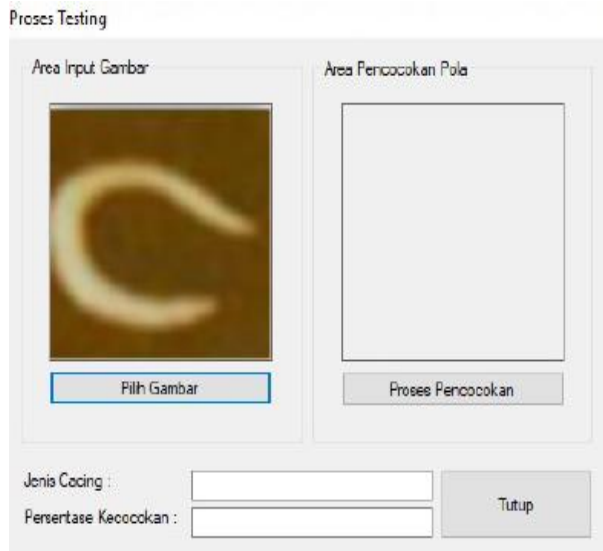 Proses Testing
Area Input Gambar
Area Pencocokan Pola
Pilih Gambar
Proses Pencocokan
Jenis Cacing :
Persentase Kecocokan :
Tutup